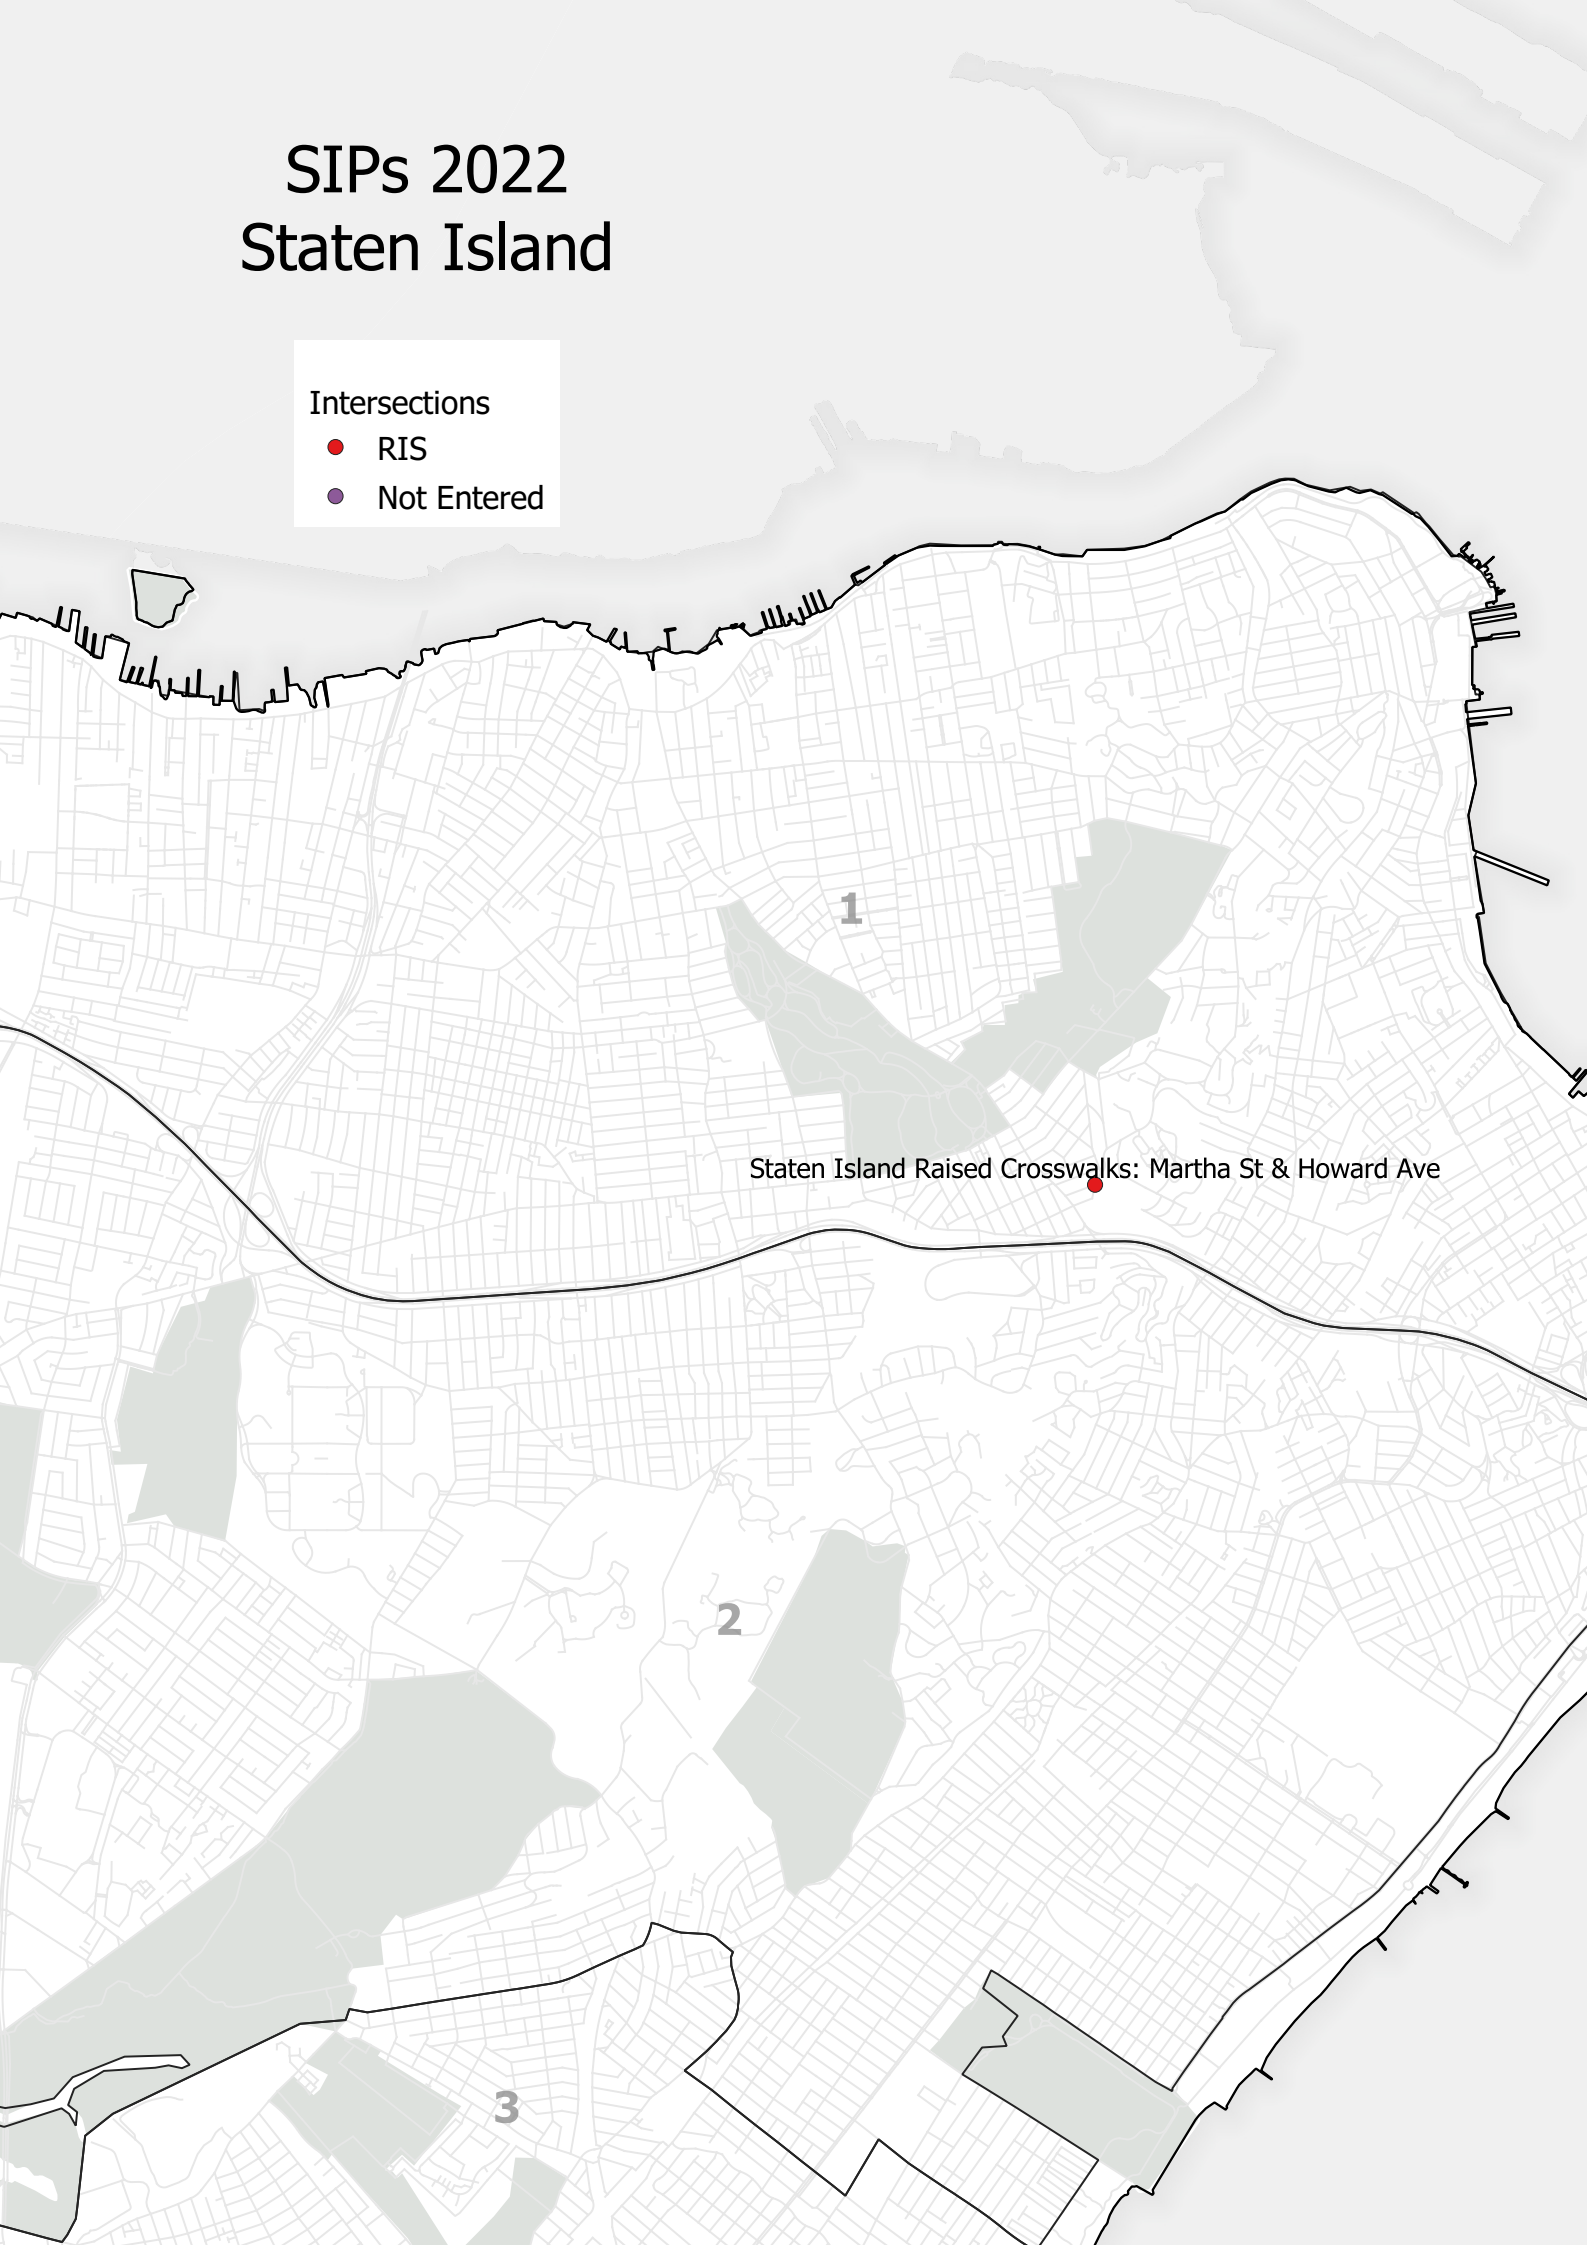 SIPs 2022
Staten Island
Intersections
RIS
Not Entered
1
Staten Island Raised Crosswalks: Martha St & Howard Ave
2
3